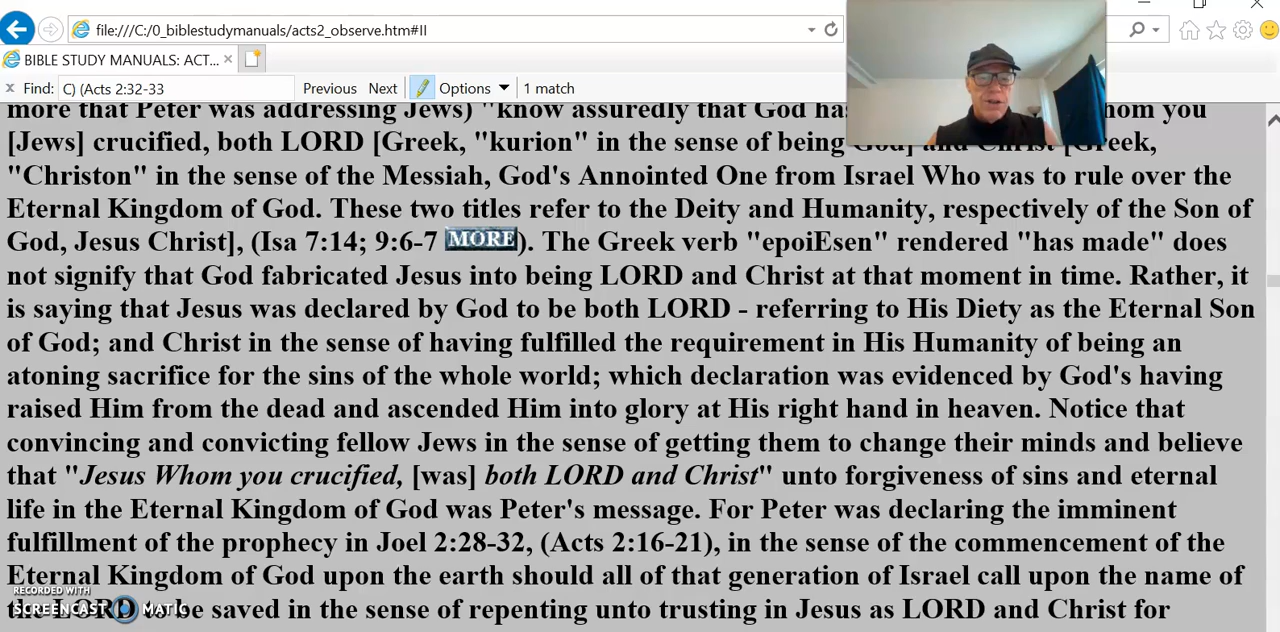 file:///C:/0_biblestudymanuals/acts2_observe.htm#II
BIBLE STUDY MANUALS: ACT...
Find: C) (Acts 2:32-33 Previous Next Options 1 match
more that Peter was addressing Jews) "know assuredly that God has hom you
[Jews] crucified, both LORD [Greek, "kurion" in the sense of being God] and Christ [Greek,
"Christon" in the sense of the Messiah, God's Annointed One from Israel Who was to rule over the
Eternal Kingdom of God. These two titles refer to the Deity and Humanity, respectively of the Son of
God, Jesus Christ], (Isa 7:14; 9:6-7 MORE). The Greek verb "epoiEsen" rendered "has made" does
not signify that God fabricated Jesus into being LORD and Christ at that moment in time. Rather, it
is saying that Jesus was declared by God to be both LORD - referring to His Diety as the Eternal Son
of God; and Christ in the sense of having fulfilled the requirement in His Humanity of being an
atoning sacrifice for the sins of the whole world; which declaration was evidenced by God's having
raised Him from the dead and ascended Him into glory at His right hand in heaven. Notice that
convincing and convicting fellow Jews in the sense of getting them to change their minds and believe
that "Jesus Whom you crucified, [was] both LORD and Christ" unto forgiveness of sins and eternal
life in the Eternal Kingdom of God was Peter's message. For Peter was declaring the imminent
fulfillment of the prophecy in Joel 2:28-32, (Acts 2:16-21), in the sense of the commencement of the
Eternal Kingdom of God upon the earth should all of that generation of Israel call upon the name of
the LORD to be saved in the sense of repenting unto trusting in Jesus as LORD and Christ for
RECORDED WITH
SCREENCAST MATIC